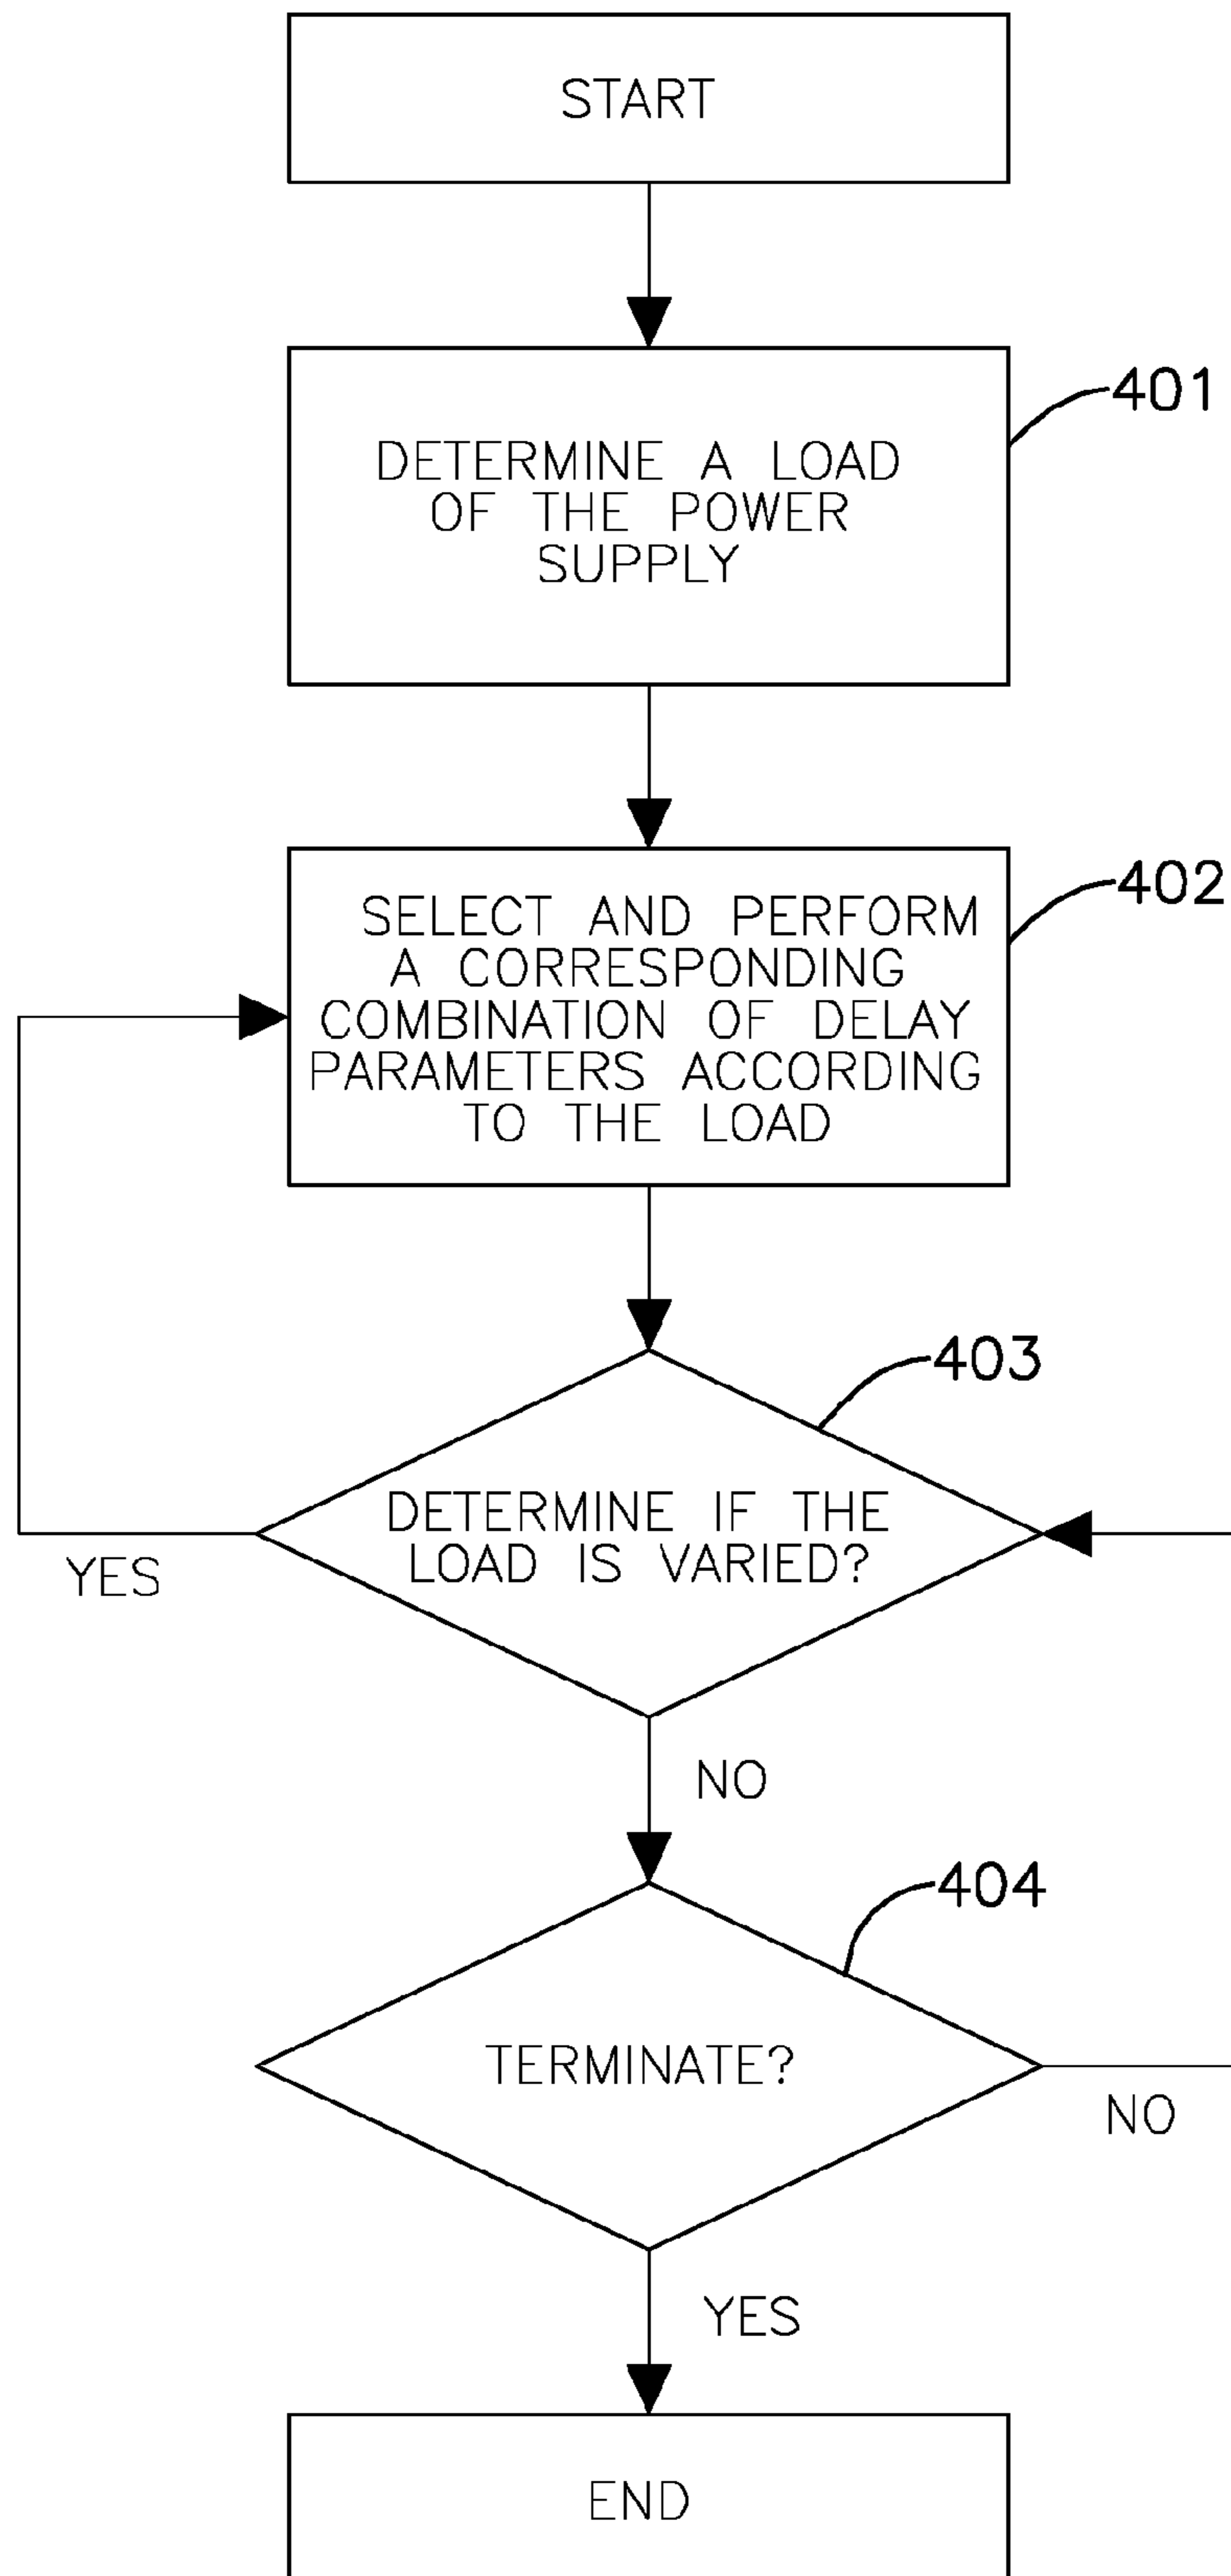 START
401
DETERMINE A LOAD
OF THE POWER
SUPPLY
402
SELECT AND PERFORM
A CORRESPONDING
COMBINATION OF DELAY
PARAMETERS ACCORDING
TO THE LOAD
403
DETERMINE IF THE
LOAD IS VARIED?
YES
NO
404
TERMINATE?
NO
YES
END